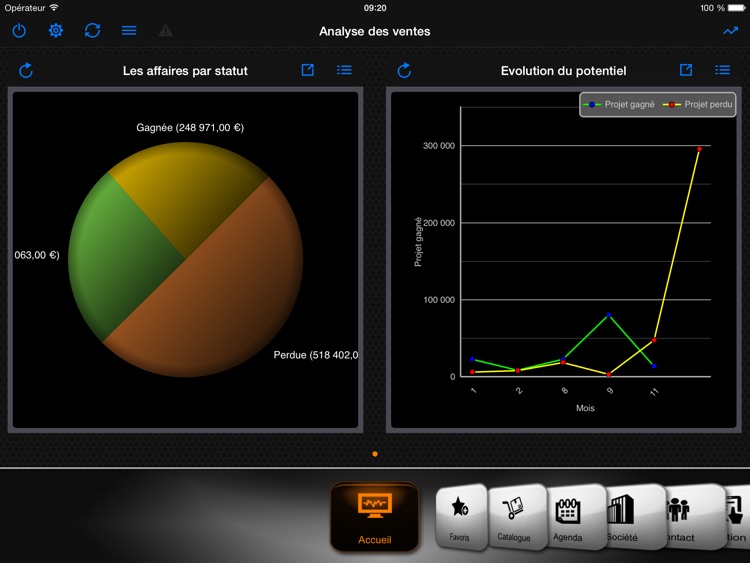 Opérateur 09:20 100 %
Analyse des ventes
Les affaires par statut
Evolution du potentiel
Gagnée (248 971,00 €)
063,00 €)
Perdue (518 402,0
Projet gagné Projet perdu
300 000
200 000
100 000
0
Projet gagné
1 2 8 9 11
Mois
Accueil
Favoris
Catalogue
Agenda
Société
ontact
tion